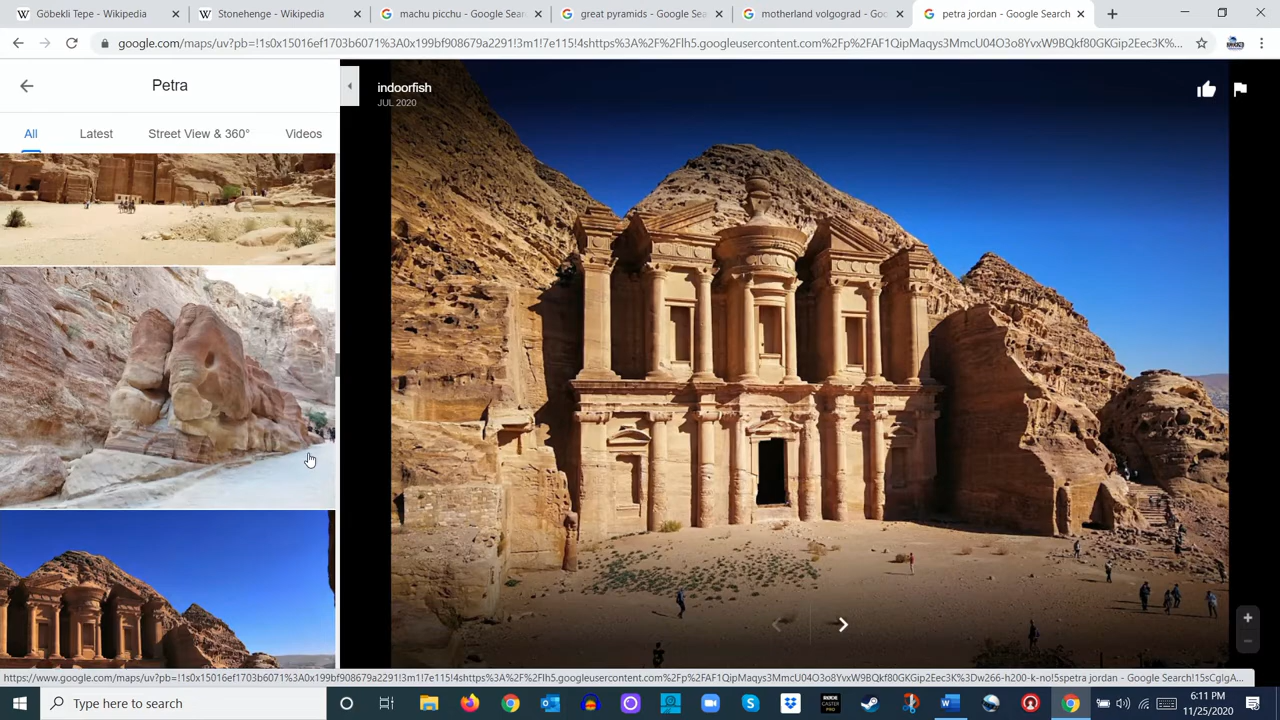 Göbekli Tepe - Wikipedia
Stonehenge - Wikipedia
machu picchu - Google Sear
great pyramids - Google Sea
motherland volgograd - Goo
petra jordan - Google Search
google.com/maps/uv?pb=!1s0x15016ef1703b6071%3A0x199bf908679a2291!3m1!7e115!4shttps%3A%2F%2Flh5.googleusercontent.com%2Fp%2FAF1QipMaqys3MmcU04O3o8YvxW9BQkf80GKGip2Eec3K%...
Petra
All Latest Street View & 360° Videos
indoorfish
JUL 2020
https://www.google.com/maps/uv?pb=!1s0x15016ef1703b6071%3A0x199bf908679a2291!3m1!7e115!4shttps%3A%2F%2Flh5.googleusercontent.com%2Fp%2FAF1QipMaqys3MmcU04O3o8YvxW9BQkf80GKGip2Eec3K%3Dw266-h200-k-no!5spetra jordan - Google Search!15sCgIgA...
Type here to search
ROCK
CASTER
PRO
6:11 PM
11/25/2020